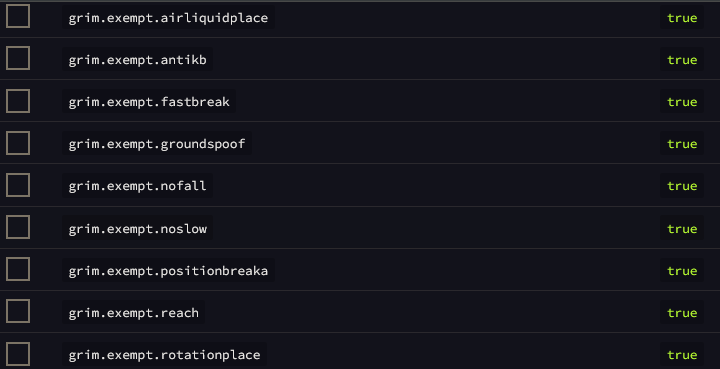 grim.exempt.airliquidplace true
grim.exempt.antikb true
grim.exempt.fastbreak true
grim.exempt.groundspoof true
grim.exempt.nofall true
grim.exempt.noslow true
grim.exempt.positionbreaka true
grim.exempt.reach true
grim.exempt.rotationplace true